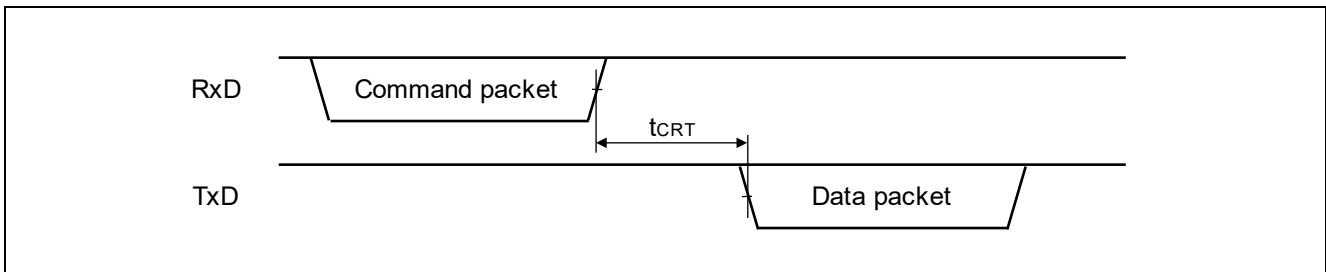 RxD
Command packet
tCRT
TxD
Data packet